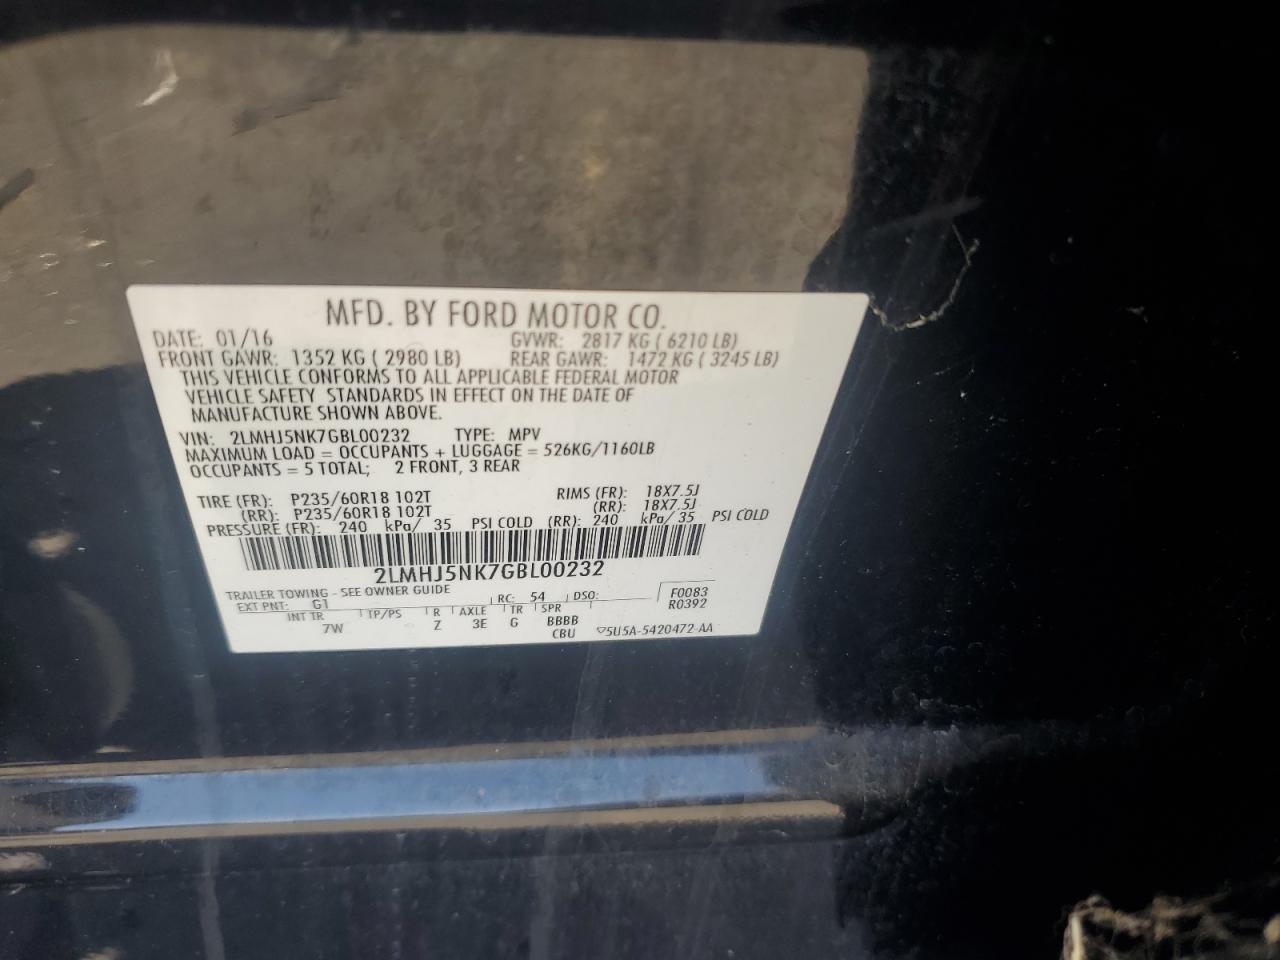 MFD. BY FORD MOTOR CO.
DATE: 01/16 GVWR: 2817 KG ( 6210 LB)
FRONT GAWR: 1352 KG ( 2980 LB) REAR GAWR: 1472 KG ( 3245 LB)
THIS VEHICLE CONFORMS TO ALL APPLICABLE FEDERAL MOTOR
VEHICLE SAFETY STANDARDS IN EFFECT ON THE DATE OF
MANUFACTURE SHOWN ABOVE.
VIN: 2LMHJ5NK7GBL00232 TYPE: MPV
MAXIMUM LOAD = OCCUPANTS + LUGGAGE = 526KG/1160LB
OCCUPANTS = 5 TOTAL; 2 FRONT, 3 REAR
TIRE (FR): P235/60R18 102T RIMS (FR): 18X7.5J
(RR): P235/60R18 102T (RR): 18X7.5J
PRESSURE (FR): 240 kPa/ 35 PSI COLD (RR): 240 kPa/ 35 PSI COLD
2LMHJ5NK7GBL00232
TRAILER TOWING - SEE OWNER GUIDE
EXT PNT: G1 RC: 54 DSO: F0083
R0392
INT TR TP/PS R AXLE TR SPR
7W Z 3E G BBBB
CBU 5U5A-5420472-AA